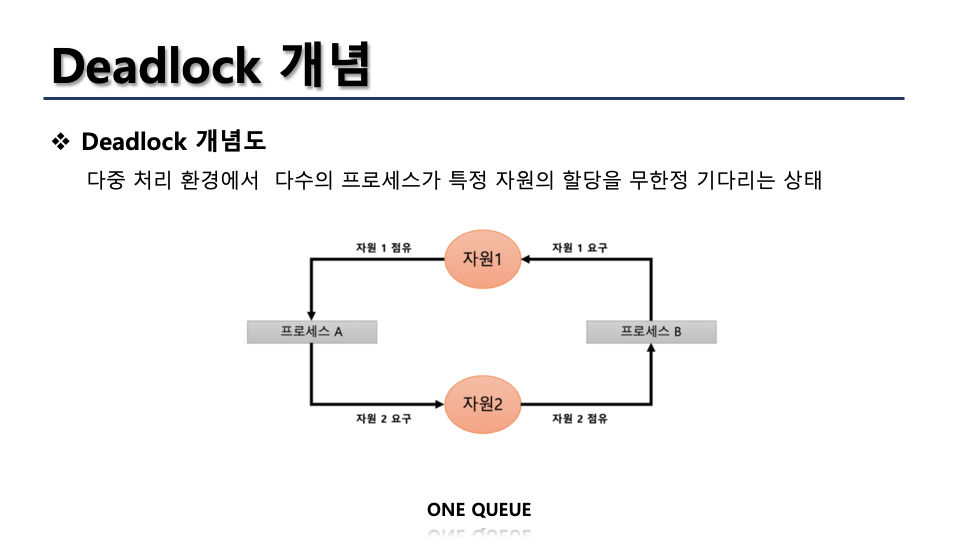 Deadlock 개념
❖ Deadlock 개념도
다중 처리 환경에서 다수의 프로세스가 특정 자원의 할당을 무한정 기다리는 상태
자원 1 점유
자원1
자원 1 요구
프로세스 A
프로세스 B
자원 2 요구
자원2
자원 2 점유
ONE QUEUE